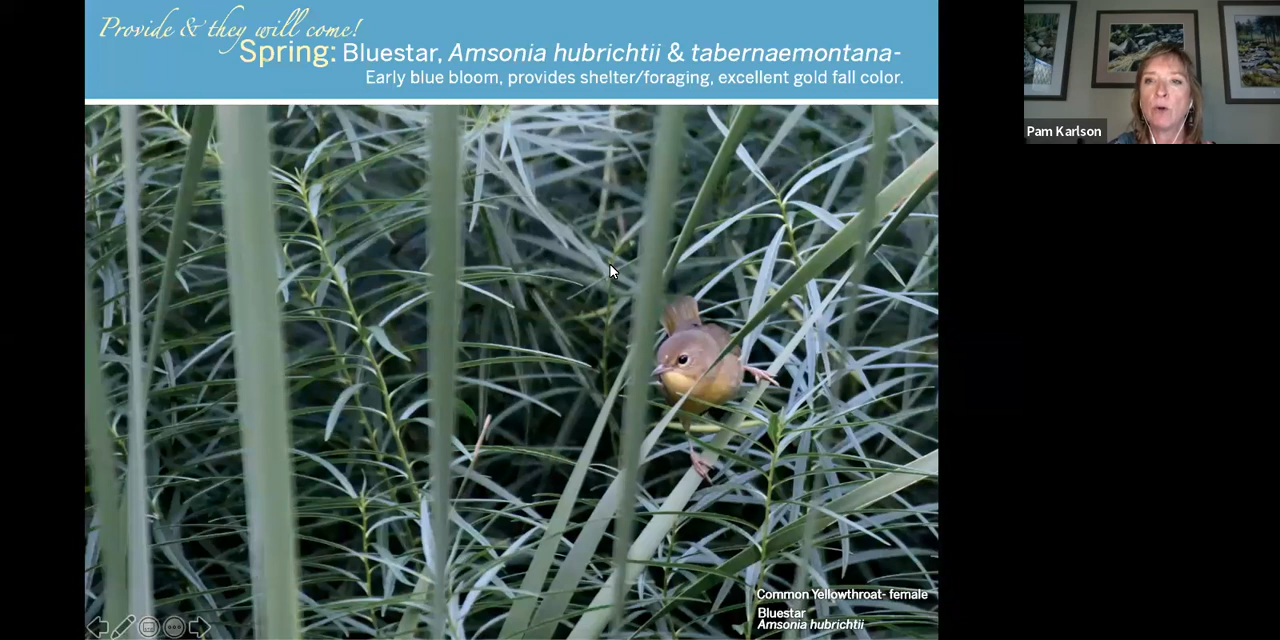 Provide & they will come!
Spring: Bluestar, Amsonia hubrichtii & tabernaemontana-
Early blue bloom, provides shelter/foraging, excellent gold fall color.
Pam Karlson
Common Yellowthroat- female
Bluestar
Amsonia hubrichtii